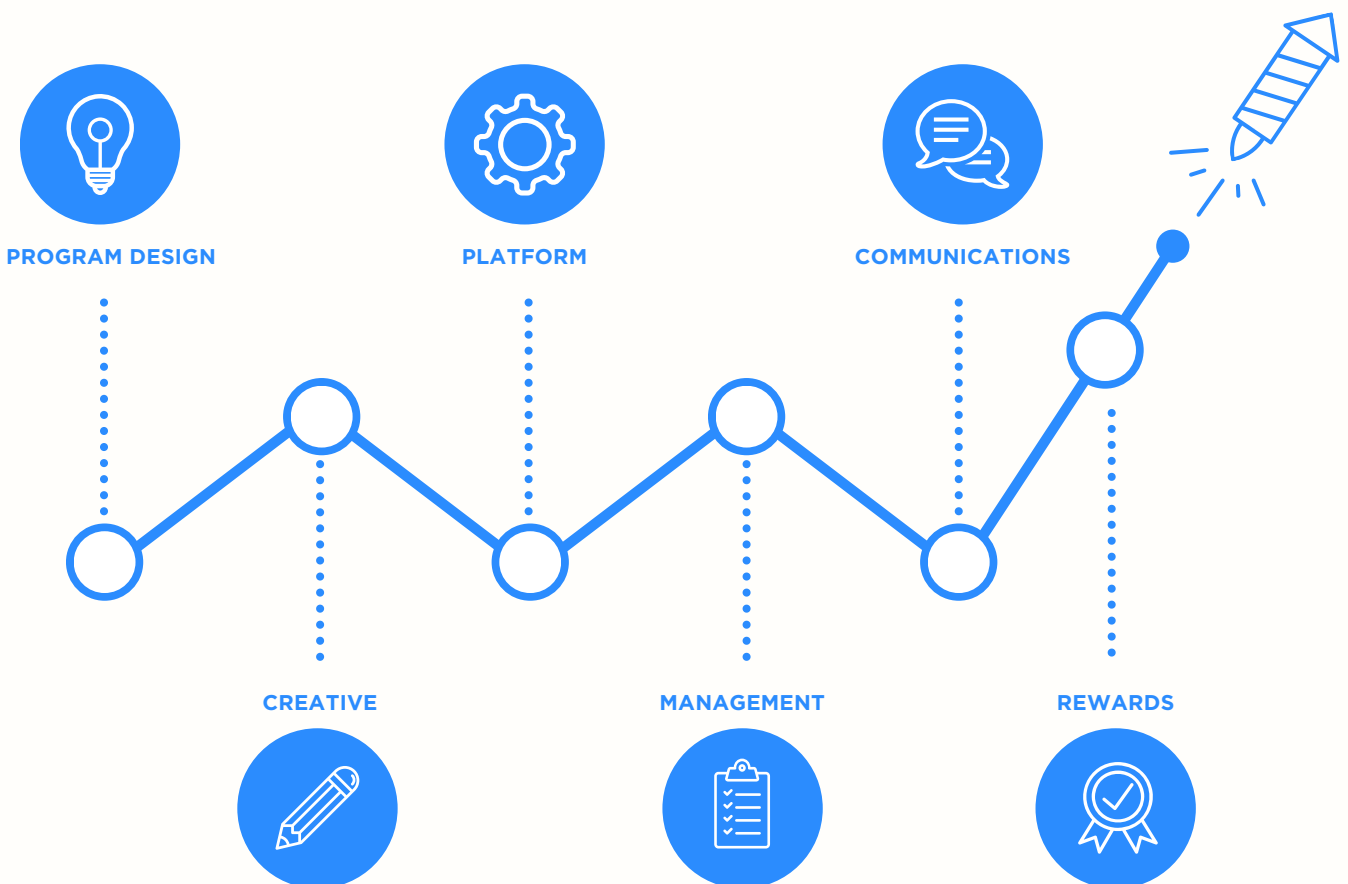 PROGRAM DESIGN
PLATFORM
COMMUNICATIONS
CREATIVE
MANAGEMENT
REWARDS